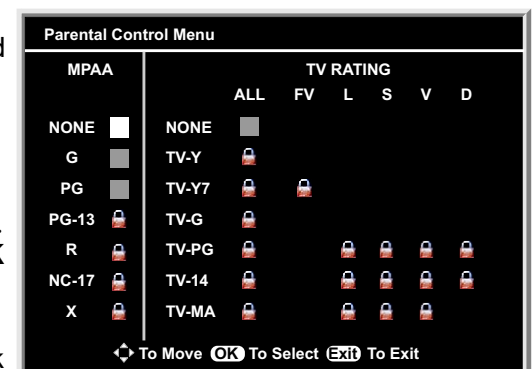 Parental Control Menu
MPAA TV RATING
ALL FV L S V D
NONE NONE
G TV-Y
PG TV-Y7
PG-13 TV-G
R TV-PG
NC-17 TV-14
X TV-MA
To Move OK To Select Exit To Exit